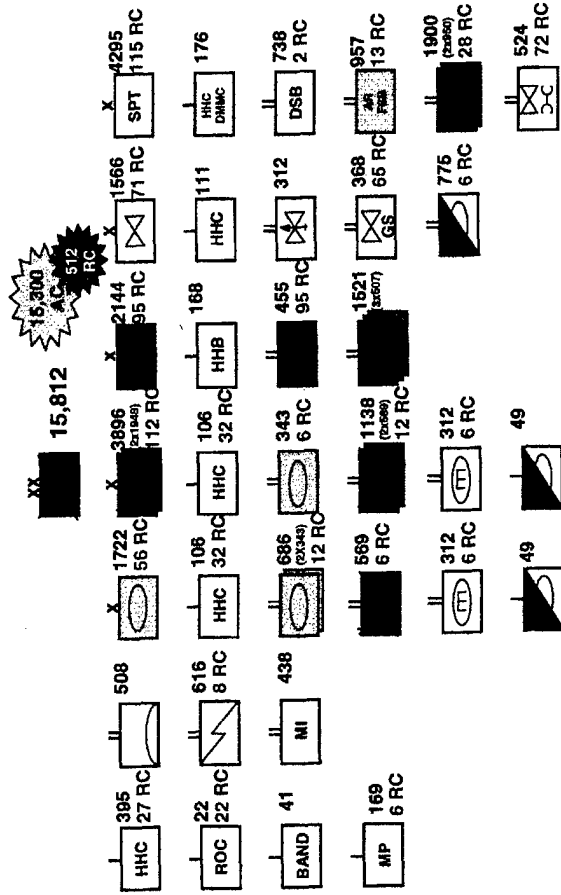 XX
15,812
15,300
AC
512
RC
HHC
395
27 RC
ROC
22
22 RC
BAND
41
MP
169
6 RC
508
616
8 RC
MI
438
X
1722
56 RC
HHC
106
32 RC
686
(2X343)
12 RC
569
6 RC
E
312
6 RC
49
X
3896
(2x1948)
112 RC
HHC
106
32 RC
343
6 RC
1138
(2x569)
12 RC
E
312
6 RC
49
X
2144
95 RC
HHB
168
455
95 RC
1521
(3x507)
X
1566
71 RC
HHC
111
312
GS
368
65 RC
775
6 RC
X
SPT
4295
115 RC
HHC
DMMC
176
DSB
738
2 RC
957
13 RC
1900
(2x950)
28 RC
524
72 RC